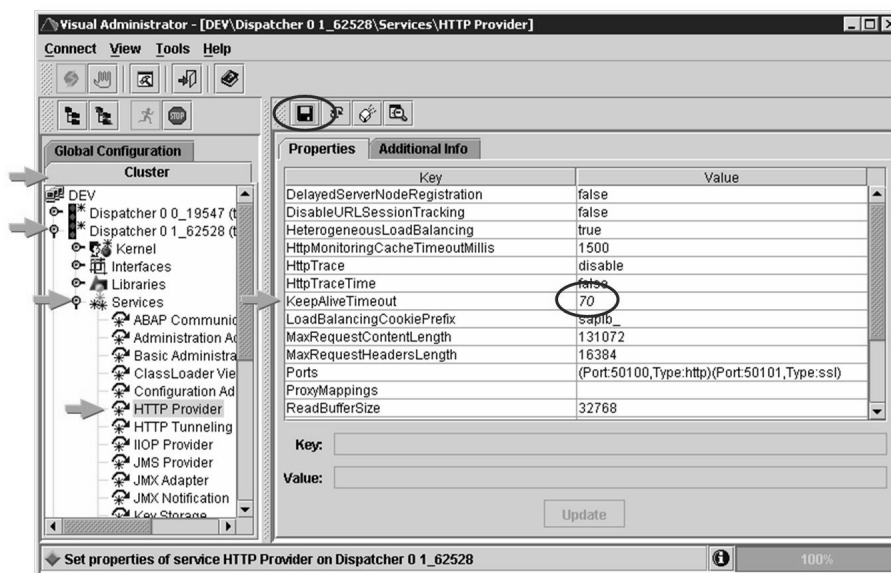 Visual Administrator - [DEV\Dispatcher 0 1_62528\Services\HTTP Provider]
Connect View Tools Help
STOP
Global Configuration
Cluster
DEV
Dispatcher 0 0_19547 (t
Dispatcher 0 1_62528 (t
Kernel
Interfaces
Libraries
Services
ABAP Communic
Administration Ad
Basic Administra
ClassLoader Vie
Configuration Ad
HTTP Provider
HTTP Tunneling
IIOP Provider
JMS Provider
JMX Adapter
JMX Notification
Key Storage
Properties Additional Info
Key Value
DelayedServerNodeRegistration false
DisableURLSessionTracking false
HeterogeneousLoadBalancing true
HttpMonitoringCacheTimeoutMillis 1500
HttpTrace disable
HttpTraceTime false
KeepAliveTimeout 70
LoadBalancingCookiePrefix saplb_
MaxRequestContentLength 131072
MaxRequestHeadersLength 16384
Ports (Port:50100,Type:http)(Port:50101,Type:ssl)
ProxyMappings
ReadBufferSize 32768
Key:
Value:
Update
Set properties of service HTTP Provider on Dispatcher 0 1_62528
100%